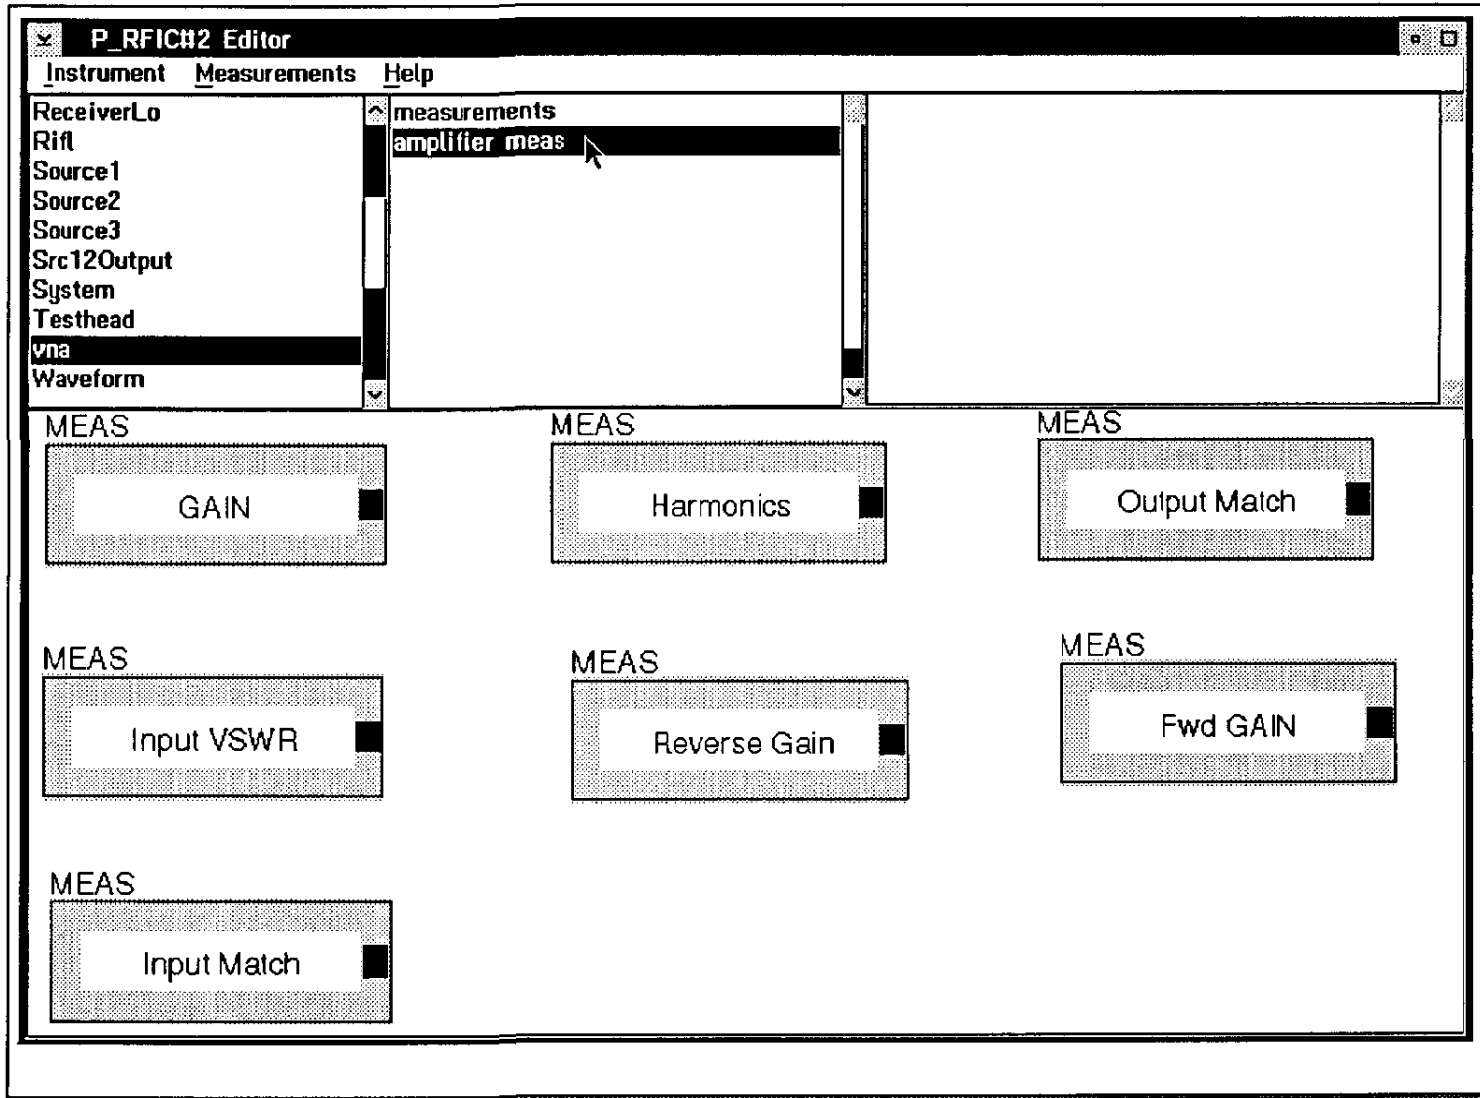 P_RFIC#2 Editor
Instrument Measurements Help
ReceiverLo
Rifl
Source1
Source2
Source3
Src12Output
System
Testhead
vna
Waveform
measurements
amplifier meas
MEAS
GAIN
MEAS
Harmonics
MEAS
Output Match
MEAS
Input VSWR
MEAS
Reverse Gain
MEAS
Fwd GAIN
MEAS
Input Match